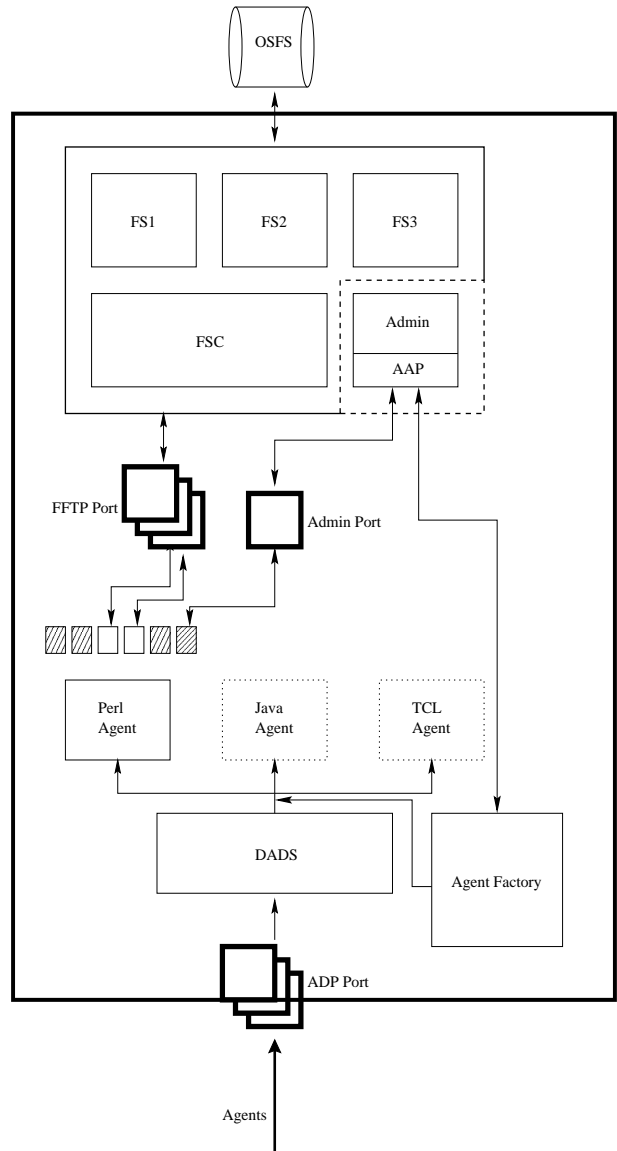 OSFS
FS1
FS2
FS3
FSC
Admin
AAP
FFTP Port
Admin Port
Perl
Agent
Java
Agent
TCL
Agent
DADS
Agent Factory
ADP Port
Agents